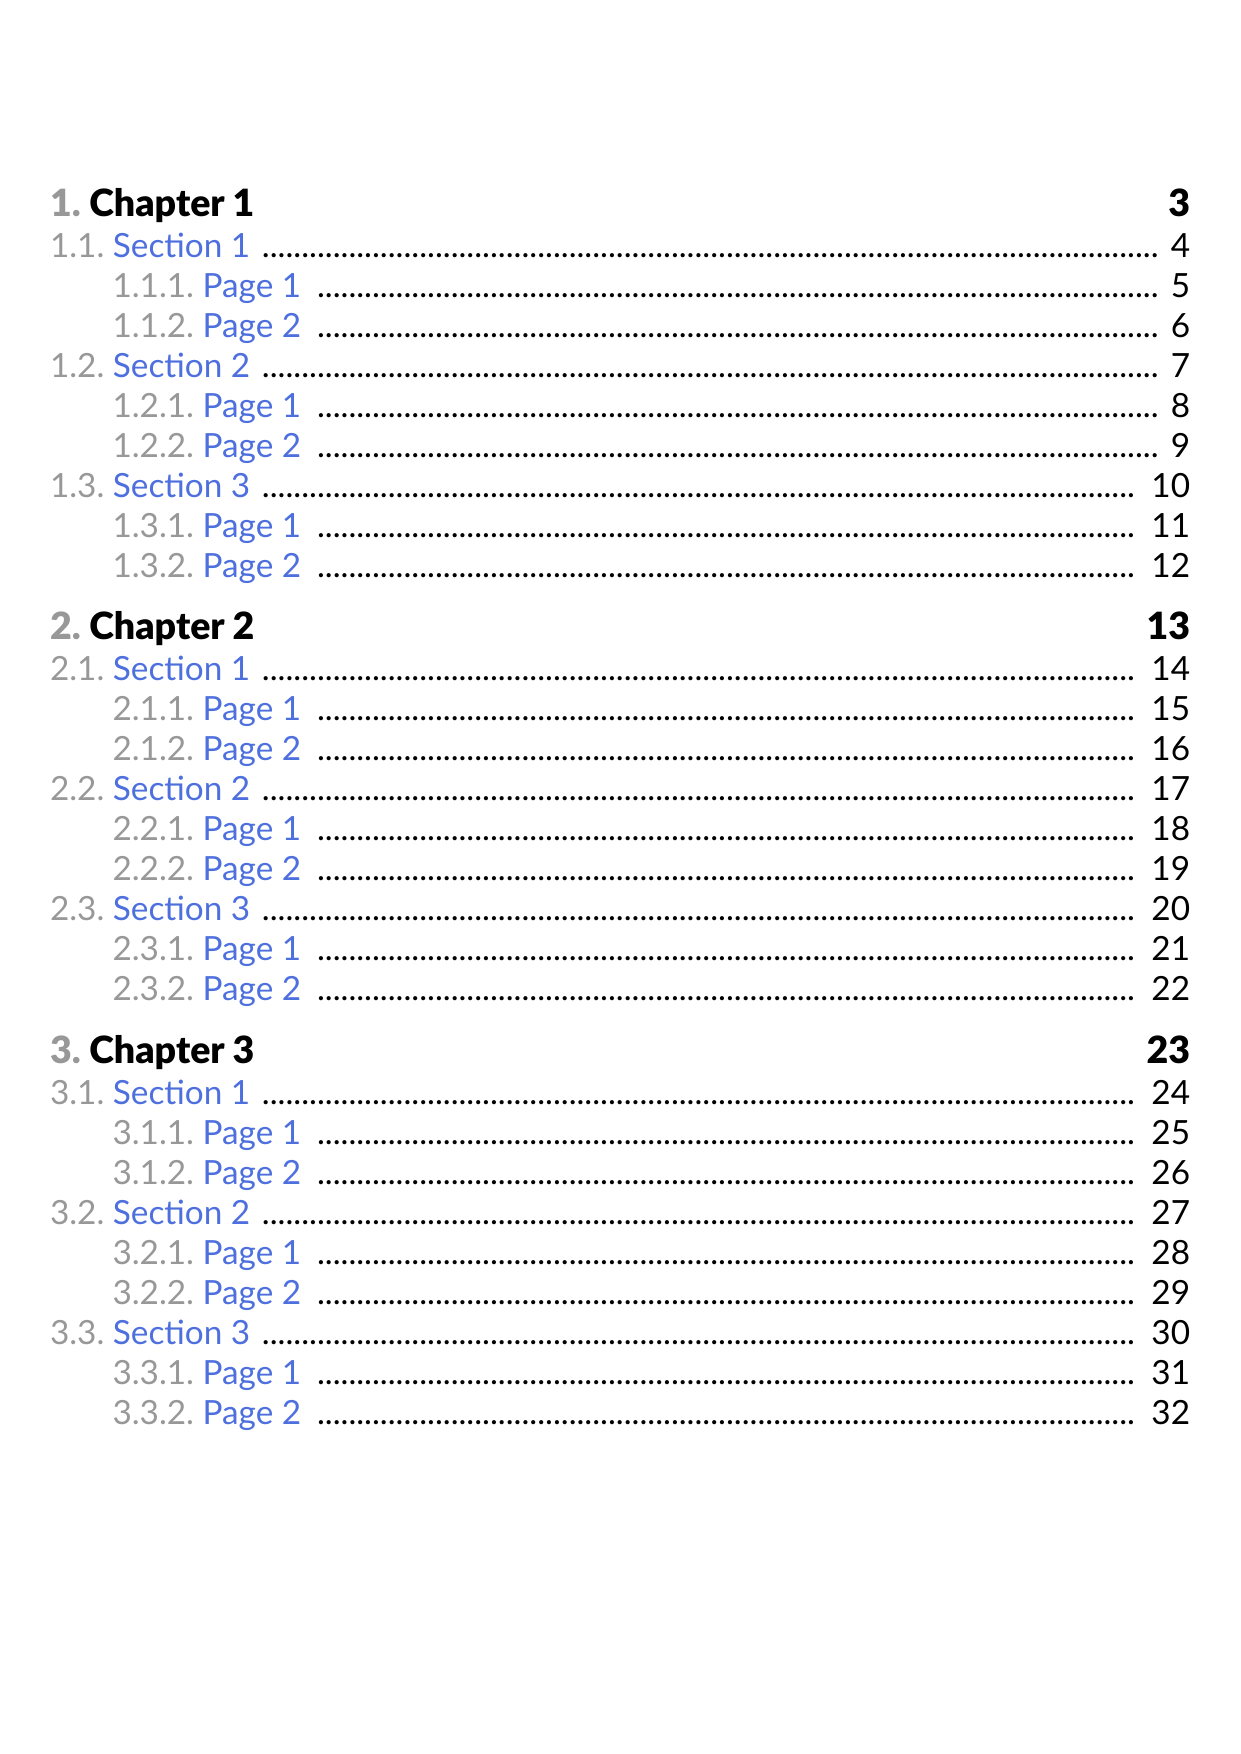 1. Chapter 1 3
1.1. Section 1 ........................................ 4
1.1.1. Page 1 ........................................ 5
1.1.2. Page 2 ........................................ 6
1.2. Section 2 ........................................ 7
1.2.1. Page 1 ........................................ 8
1.2.2. Page 2 ........................................ 9
1.3. Section 3 ........................................ 10
1.3.1. Page 1 ........................................ 11
1.3.2. Page 2 ........................................ 12
2. Chapter 2 13
2.1. Section 1 ........................................ 14
2.1.1. Page 1 ........................................ 15
2.1.2. Page 2 ........................................ 16
2.2. Section 2 ........................................ 17
2.2.1. Page 1 ........................................ 18
2.2.2. Page 2 ........................................ 19
2.3. Section 3 ........................................ 20
2.3.1. Page 1 ........................................ 21
2.3.2. Page 2 ........................................ 22
3. Chapter 3 23
3.1. Section 1 ........................................ 24
3.1.1. Page 1 ........................................ 25
3.1.2. Page 2 ........................................ 26
3.2. Section 2 ........................................ 27
3.2.1. Page 1 ........................................ 28
3.2.2. Page 2 ........................................ 29
3.3. Section 3 ........................................ 30
3.3.1. Page 1 ........................................ 31
3.3.2. Page 2 ........................................ 32